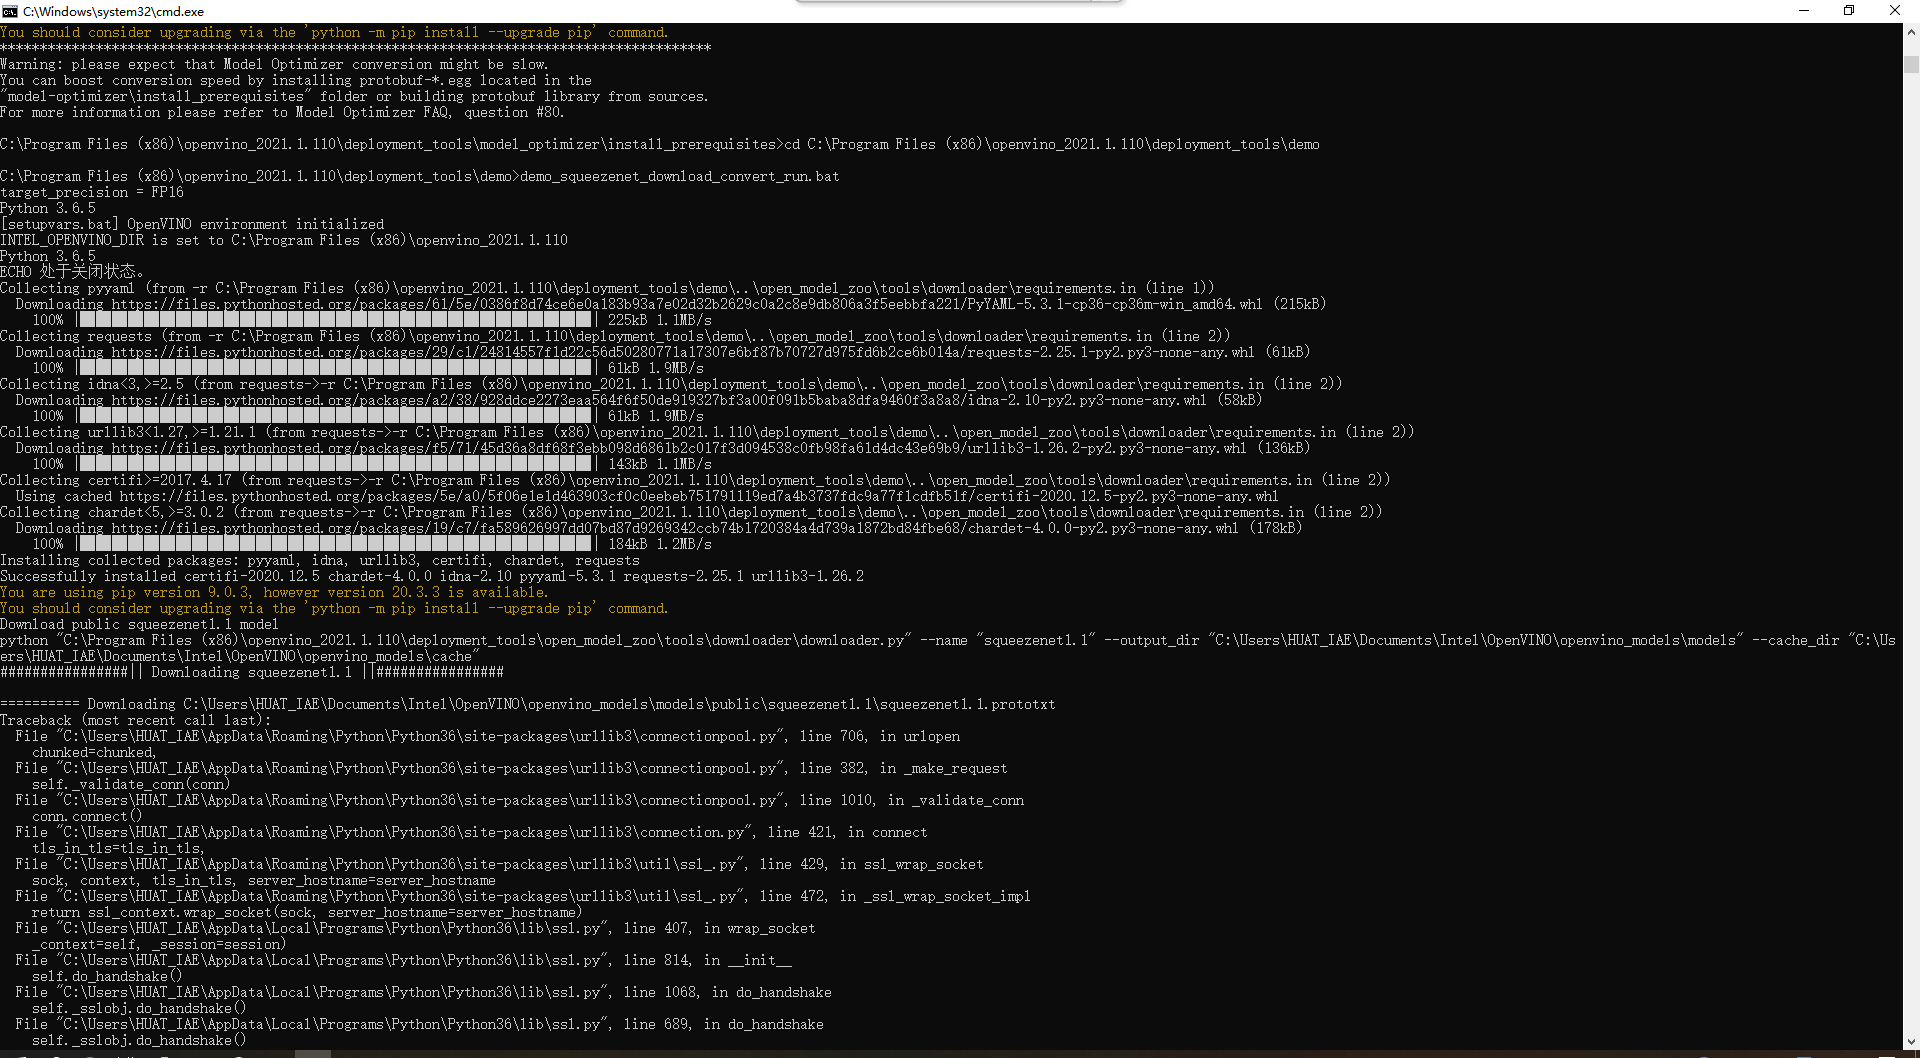 C:\Windows\system32\cmd.exe
You should consider upgrading via the 'python -m pip install --upgrade pip' command.
*****************************************************************************************
Warning: please expect that Model Optimizer conversion might be slow.
You can boost conversion speed by installing protobuf-*.egg located in the
"model-optimizer\install_prerequisites" folder or building protobuf library from sources.
For more information please refer to Model Optimizer FAQ, question #80.
C:\Program Files (x86)\openvino_2021.1.110\deployment_tools\model_optimizer\install_prerequisites>cd C:\Program Files (x86)\openvino_2021.1.110\deployment_tools\demo
C:\Program Files (x86)\openvino_2021.1.110\deployment_tools\demo>demo_squeezenet_download_convert_run.bat
target_precision = FP16
Python 3.6.5
[setupvars.bat] OpenVINO environment initialized
INTEL_OPENVINO_DIR is set to C:\Program Files (x86)\openvino_2021.1.110
Python 3.6.5
ECHO 处于关闭状态。
Collecting pyyaml (from -r C:\Program Files (x86)\openvino_2021.1.110\deployment_tools\demo\..\open_model_zoo\tools\downloader\requirements.in (line 1))
Downloading https://files.pythonhosted.org/packages/61/5e/0386f8d74ce6e0a183b93a7e02d32b2629c0a2c8e9db806a3f5eebbfa221/PyYAML-5.3.1-cp36-cp36m-win_amd64.whl (215kB)
100% || 225kB 1.1MB/s
Collecting requests (from -r C:\Program Files (x86)\openvino_2021.1.110\deployment_tools\demo\..\open_model_zoo\tools\downloader\requirements.in (line 2))
Downloading https://files.pythonhosted.org/packages/29/c1/24814557f1d22c56d50280771a17307e6bf87b70727d975fd6b2ce6b014a/requests-2.25.1-py2.py3-none-any.whl (61kB)
100% || 61kB 1.9MB/s
Collecting idna<3,>=2.5 (from requests->-r C:\Program Files (x86)\openvino_2021.1.110\deployment_tools\demo\..\open_model_zoo\tools\downloader\requirements.in (line 2))
Downloading https://files.pythonhosted.org/packages/a2/38/928ddce2273eaa564f6f50de919327bf3a00f091b5baba8dfa9460f3a8a8/idna-2.10-py2.py3-none-any.whl (58kB)
100% || 61kB 1.9MB/s
Collecting urllib3<1.27,>=1.21.1 (from requests->-r C:\Program Files (x86)\openvino_2021.1.110\deployment_tools\demo\..\open_model_zoo\tools\downloader\requirements.in (line 2))
Downloading https://files.pythonhosted.org/packages/f5/71/45d36a8df68f3ebb098d6861b2c017f3d094538c0fb98fa61d4dc43e69b9/urllib3-1.26.2-py2.py3-none-any.whl (136kB)
100% || 143kB 1.1MB/s
Collecting certifi>=2017.4.17 (from requests->-r C:\Program Files (x86)\openvino_2021.1.110\deployment_tools\demo\..\open_model_zoo\tools\downloader\requirements.in (line 2))
Using cached https://files.pythonhosted.org/packages/5e/a0/5f06e1e1d463903cf0c0eebeb751791119ed7a4b3737fdc9a77f1cdfb51f/certifi-2020.12.5-py2.py3-none-any.whl
Collecting chardet<5,>=3.0.2 (from requests->-r C:\Program Files (x86)\openvino_2021.1.110\deployment_tools\demo\..\open_model_zoo\tools\downloader\requirements.in (line 2))
Downloading https://files.pythonhosted.org/packages/19/c7/fa589626997dd07bd87d9269342ccb74b1720384a4d739a1872bd84fbe68/chardet-4.0.0-py2.py3-none-any.whl (178kB)
100% || 184kB 1.2MB/s
Installing collected packages: pyyaml, idna, urllib3, certifi, chardet, requests
Successfully installed certifi-2020.12.5 chardet-4.0.0 idna-2.10 pyyaml-5.3.1 requests-2.25.1 urllib3-1.26.2
You are using pip version 9.0.3, however version 20.3.3 is available.
You should consider upgrading via the 'python -m pip install --upgrade pip' command.
Download public squeezenet1.1 model
python "C:\Program Files (x86)\openvino_2021.1.110\deployment_tools\open_model_zoo\tools\downloader\downloader.py" --name "squeezenet1.1" --output_dir "C:\Users\HUAT_IAE\Documents\Intel\OpenVINO\openvino_models\models" --cache_dir "C:\Us
ers\HUAT_IAE\Documents\Intel\OpenVINO\openvino_models\cache"
################|| Downloading squeezenet1.1 ||################
========== Downloading C:\Users\HUAT_IAE\Documents\Intel\OpenVINO\openvino_models\models\public\squeezenet1.1\squeezenet1.1.prototxt
Traceback (most recent call last):
File "C:\Users\HUAT_IAE\AppData\Roaming\Python\Python36\site-packages\urllib3\connectionpool.py", line 706, in urlopen
chunked=chunked,
File "C:\Users\HUAT_IAE\AppData\Roaming\Python\Python36\site-packages\urllib3\connectionpool.py", line 382, in _make_request
self._validate_conn(conn)
File "C:\Users\HUAT_IAE\AppData\Roaming\Python\Python36\site-packages\urllib3\connectionpool.py", line 1010, in _validate_conn
conn.connect()
File "C:\Users\HUAT_IAE\AppData\Roaming\Python\Python36\site-packages\urllib3\connection.py", line 421, in connect
tls_in_tls=tls_in_tls,
File "C:\Users\HUAT_IAE\AppData\Roaming\Python\Python36\site-packages\urllib3\util\ssl_.py", line 429, in ssl_wrap_socket
sock, context, tls_in_tls, server_hostname=server_hostname
File "C:\Users\HUAT_IAE\AppData\Roaming\Python\Python36\site-packages\urllib3\util\ssl_.py", line 472, in _ssl_wrap_socket_impl
return ssl_context.wrap_socket(sock, server_hostname=server_hostname)
File "C:\Users\HUAT_IAE\AppData\Local\Programs\Python\Python36\lib\ssl.py", line 407, in wrap_socket
_context=self, _session=session)
File "C:\Users\HUAT_IAE\AppData\Local\Programs\Python\Python36\lib\ssl.py", line 814, in __init__
self.do_handshake()
File "C:\Users\HUAT_IAE\AppData\Local\Programs\Python\Python36\lib\ssl.py", line 1068, in do_handshake
self._sslobj.do_handshake()
File "C:\Users\HUAT_IAE\AppData\Local\Programs\Python\Python36\lib\ssl.py", line 689, in do_handshake
self._sslobj.do_handshake()